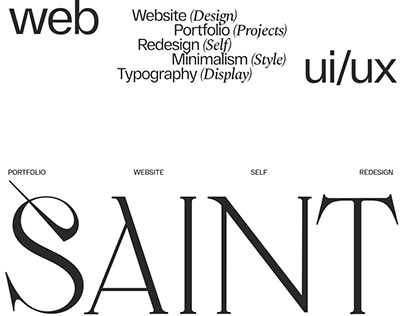 web
Website (Design)
Portfolio (Projects)
Redesign (Self)
Minimalism (Style)
Typography (Display)
ui/ux
PORTFOLIO WEBSITE SELF REDESIGN
SAINT